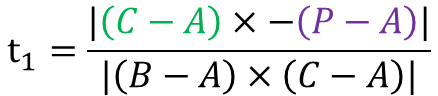 t₁ = |(C − A) × −(P − A)| / |(B − A) × (C − A)|